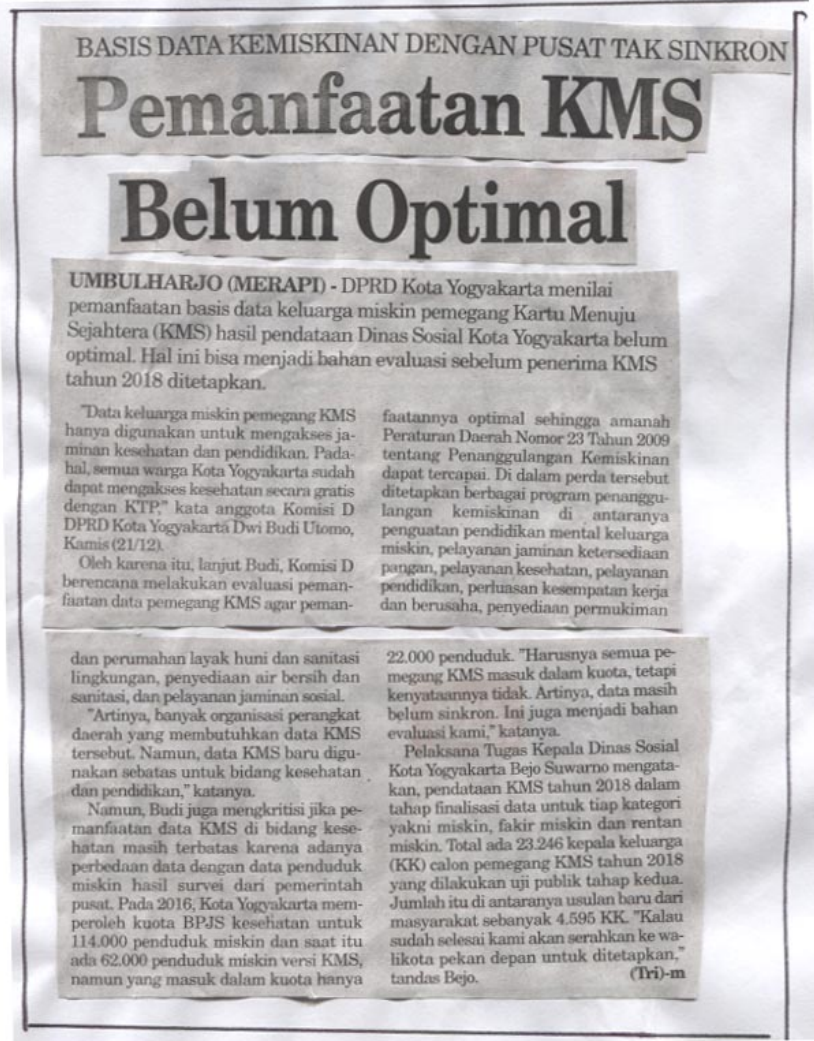 BASIS DATA KEMISKINAN DENGAN PUSAT TAK SINKRON
Pemanfaatan KMS
Belum Optimal
UMBULHARJO (MERAPI) - DPRD Kota Yogyakarta menilai
pemanfaatan basis data keluarga miskin pemegang Kartu Menuju
Sejahtera (KMS) hasil pendataan Dinas Sosial Kota Yogyakarta belum
optimal. Hal ini bisa menjadi bahan evaluasi sebelum penerima KMS
tahun 2018 ditetapkan.
"Data keluarga miskin pemegang KMS
hanya digunakan untuk mengakses ja-
minan kesehatan dan pendidikan. Pada-
hal, semua warga Kota Yogyakarta sudah
dapat mengakses kesehatan secara gratis
dengan KTP," kata anggota Komisi D
DPRD Kota Yogyakarta Dwi Budi Utomo,
Kamis (21/12).
Oleh karena itu, lanjut Budi, Komisi D
berencana melakukan evaluasi peman-
faatan data pemegang KMS agar peman-
faatannya optimal sehingga amanah
Peraturan Daerah Nomor 23 Tahun 2009
tentang Penanggulangan Kemiskinan
dapat tercapai. Di dalam perda tersebut
ditetapkan berbagai program penanggu-
langan kemiskinan di antaranya
penguatan pendidikan mental keluarga
miskin, pelayanan jaminan ketersediaan
pangan, pelayanan kesehatan, pelayanan
pendidikan, perluasan kesempatan kerja
dan berusaha, penyediaan permukiman
dan perumahan layak huni dan sanitasi
lingkungan, penyediaan air bersih dan
sanitasi, dan pelayanan jaminan sosial.
"Artinya, banyak organisasi perangkat
daerah yang membutuhkan data KMS
tersebut. Namun, data KMS baru digu-
nakan sebatas untuk bidang kesehatan
dan pendidikan," katanya.
Namun, Budi juga mengkritisi jika pe-
manfaatan data KMS di bidang kese-
hatan masih terbatas karena adanya
perbedaan data dengan data penduduk
miskin hasil survei dari pemerintah
pusat. Pada 2016, Kota Yogyakarta mem-
peroleh kuota BPJS kesehatan untuk
114.000 penduduk miskin dan saat itu
ada 62.000 penduduk miskin versi KMS,
namun yang masuk dalam kuota hanya
22.000 penduduk. "Harusnya semua pe-
megang KMS masuk dalam kuota, tetapi
kenyataannya tidak. Artinya, data masih
belum sinkron. Ini juga menjadi bahan
evaluasi kami," katanya.
Pelaksana Tugas Kepala Dinas Sosial
Kota Yogyakarta Bejo Suwarno mengata-
kan, pendataan KMS tahun 2018 dalam
tahap finalisasi data untuk tiap kategori
yakni miskin, fakir miskin dan rentan
miskin. Total ada 23.246 kepala keluarga
(KK) calon pemegang KMS tahun 2018
yang dilakukan uji publik tahap kedua.
Jumlah itu di antaranya usulan baru dari
masyarakat sebanyak 4.595 KK. "Kalau
sudah selesai kami akan serahkan ke wa-
likota pekan depan untuk ditetapkan,"
tandas Bejo. (Tri)-m